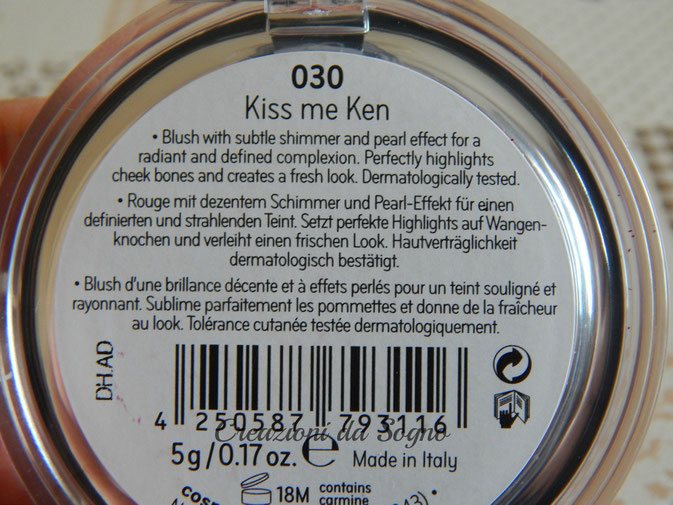 030
Kiss me Ken
• Blush with subtle shimmer and pearl effect for a
radiant and defined complexion. Perfectly highlights
cheek bones and creates a fresh look. Dermatologically tested.
• Rouge mit dezentem Schimmer und Pearl-Effekt für einen
definierten und strahlenden Teint. Setzt perfekte Highlights auf Wangen-
knochen und verleiht einen frischen Look. Hautverträglichkeit
dermatologisch bestätigt.
• Blush d'une brillance décente et à effets perlés pour un teint souligné et
rayonnant. Sublime parfaitement les pommettes et donne de la fraîcheur
au look. Tolérance cutanée testée dermatologiquement.
DH.AD
4 250587 793116
Creazioni da Sogno
5g/0.17oz. ℮ Made in Italy
18M contains
carmine